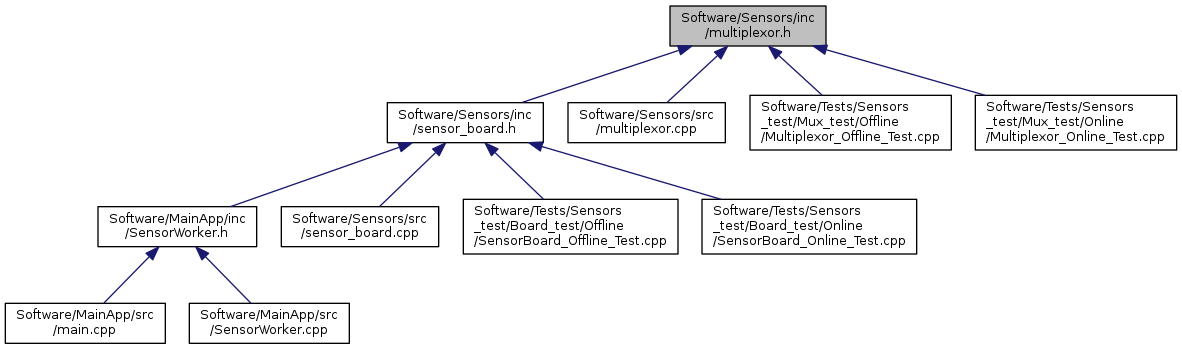 Software/Sensors/inc
/multiplexor.h
Software/Sensors/inc
/sensor_board.h
Software/Sensors/src
/multiplexor.cpp
Software/Tests/Sensors
_test/Mux_test/Offline
/Multiplexor_Offline_Test.cpp
Software/Tests/Sensors
_test/Mux_test/Online
/Multiplexor_Online_Test.cpp
Software/MainApp/inc
/SensorWorker.h
Software/Sensors/src
/sensor_board.cpp
Software/Tests/Sensors
_test/Board_test/Offline
/SensorBoard_Offline_Test.cpp
Software/Tests/Sensors
_test/Board_test/Online
/SensorBoard_Online_Test.cpp
Software/MainApp/src
/main.cpp
Software/MainApp/src
/SensorWorker.cpp